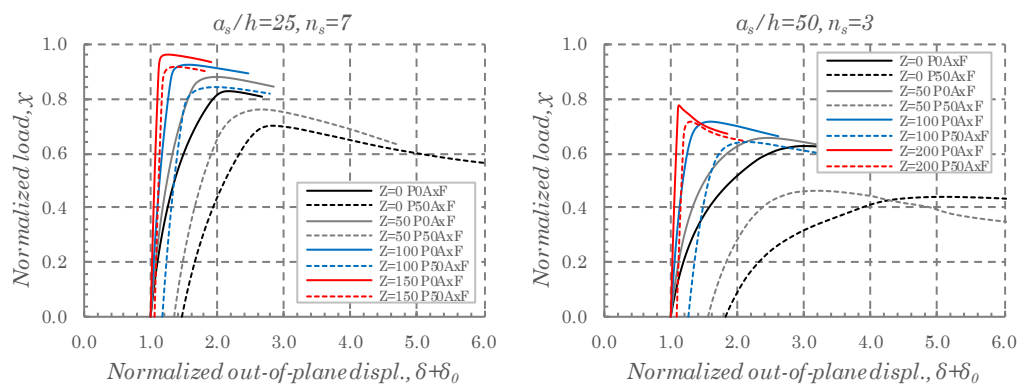 a_s/h=25, n_s=7
Normalized load, χ
1.0
0.8
0.6
0.4
0.2
0.0
Z=0 P0AxF
Z=0 P50AxF
Z=50 P0AxF
Z=50 P50AxF
Z=100 P0AxF
Z=100 P50AxF
Z=150 P0AxF
Z=150 P50AxF
0.0 1.0 2.0 3.0 4.0 5.0 6.0
Normalized out-of-plane displ., δ+δ_0
a_s/h=50, n_s=3
Normalized load, χ
1.0
0.8
0.6
0.4
0.2
0.0
Z=0 P0AxF
Z=0 P50AxF
Z=50 P0AxF
Z=50 P50AxF
Z=100 P0AxF
Z=100 P50AxF
Z=200 P0AxF
Z=200 P50AxF
0.0 1.0 2.0 3.0 4.0 5.0 6.0
Normalized out-of-plane displ., δ+δ_0